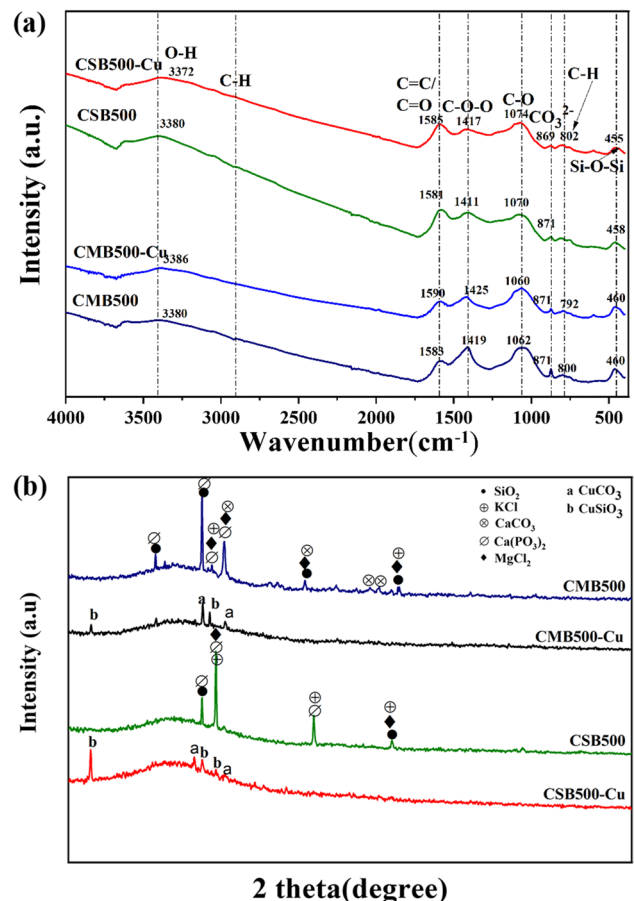 (a)
Intensity (a.u.)
CSB500-Cu
O-H
3372
C-H
C=C/
C=O
1585
C-O-O
1417
C-O
1074
CO₃²⁻
869
802
C-H
455
Si-O-Si
CSB500
3380
1581
1411
1070
871
458
CMB500-Cu
3386
1590
1425
1060
871
792
460
CMB500
3380
1583
1419
1062
871
800
460
4000 3500 3000 2500 2000 1500 1000 500
Wavenumber(cm⁻¹)
(b)
Intensity (a.u)
SiO₂
KCl
CaCO₃
Ca(PO₃)₂
MgCl₂
a CuCO₃
b CuSiO₃
CMB500
b
a
b
a
CMB500-Cu
CSB500
b
a
b
b
a
CSB500-Cu
2 theta(degree)